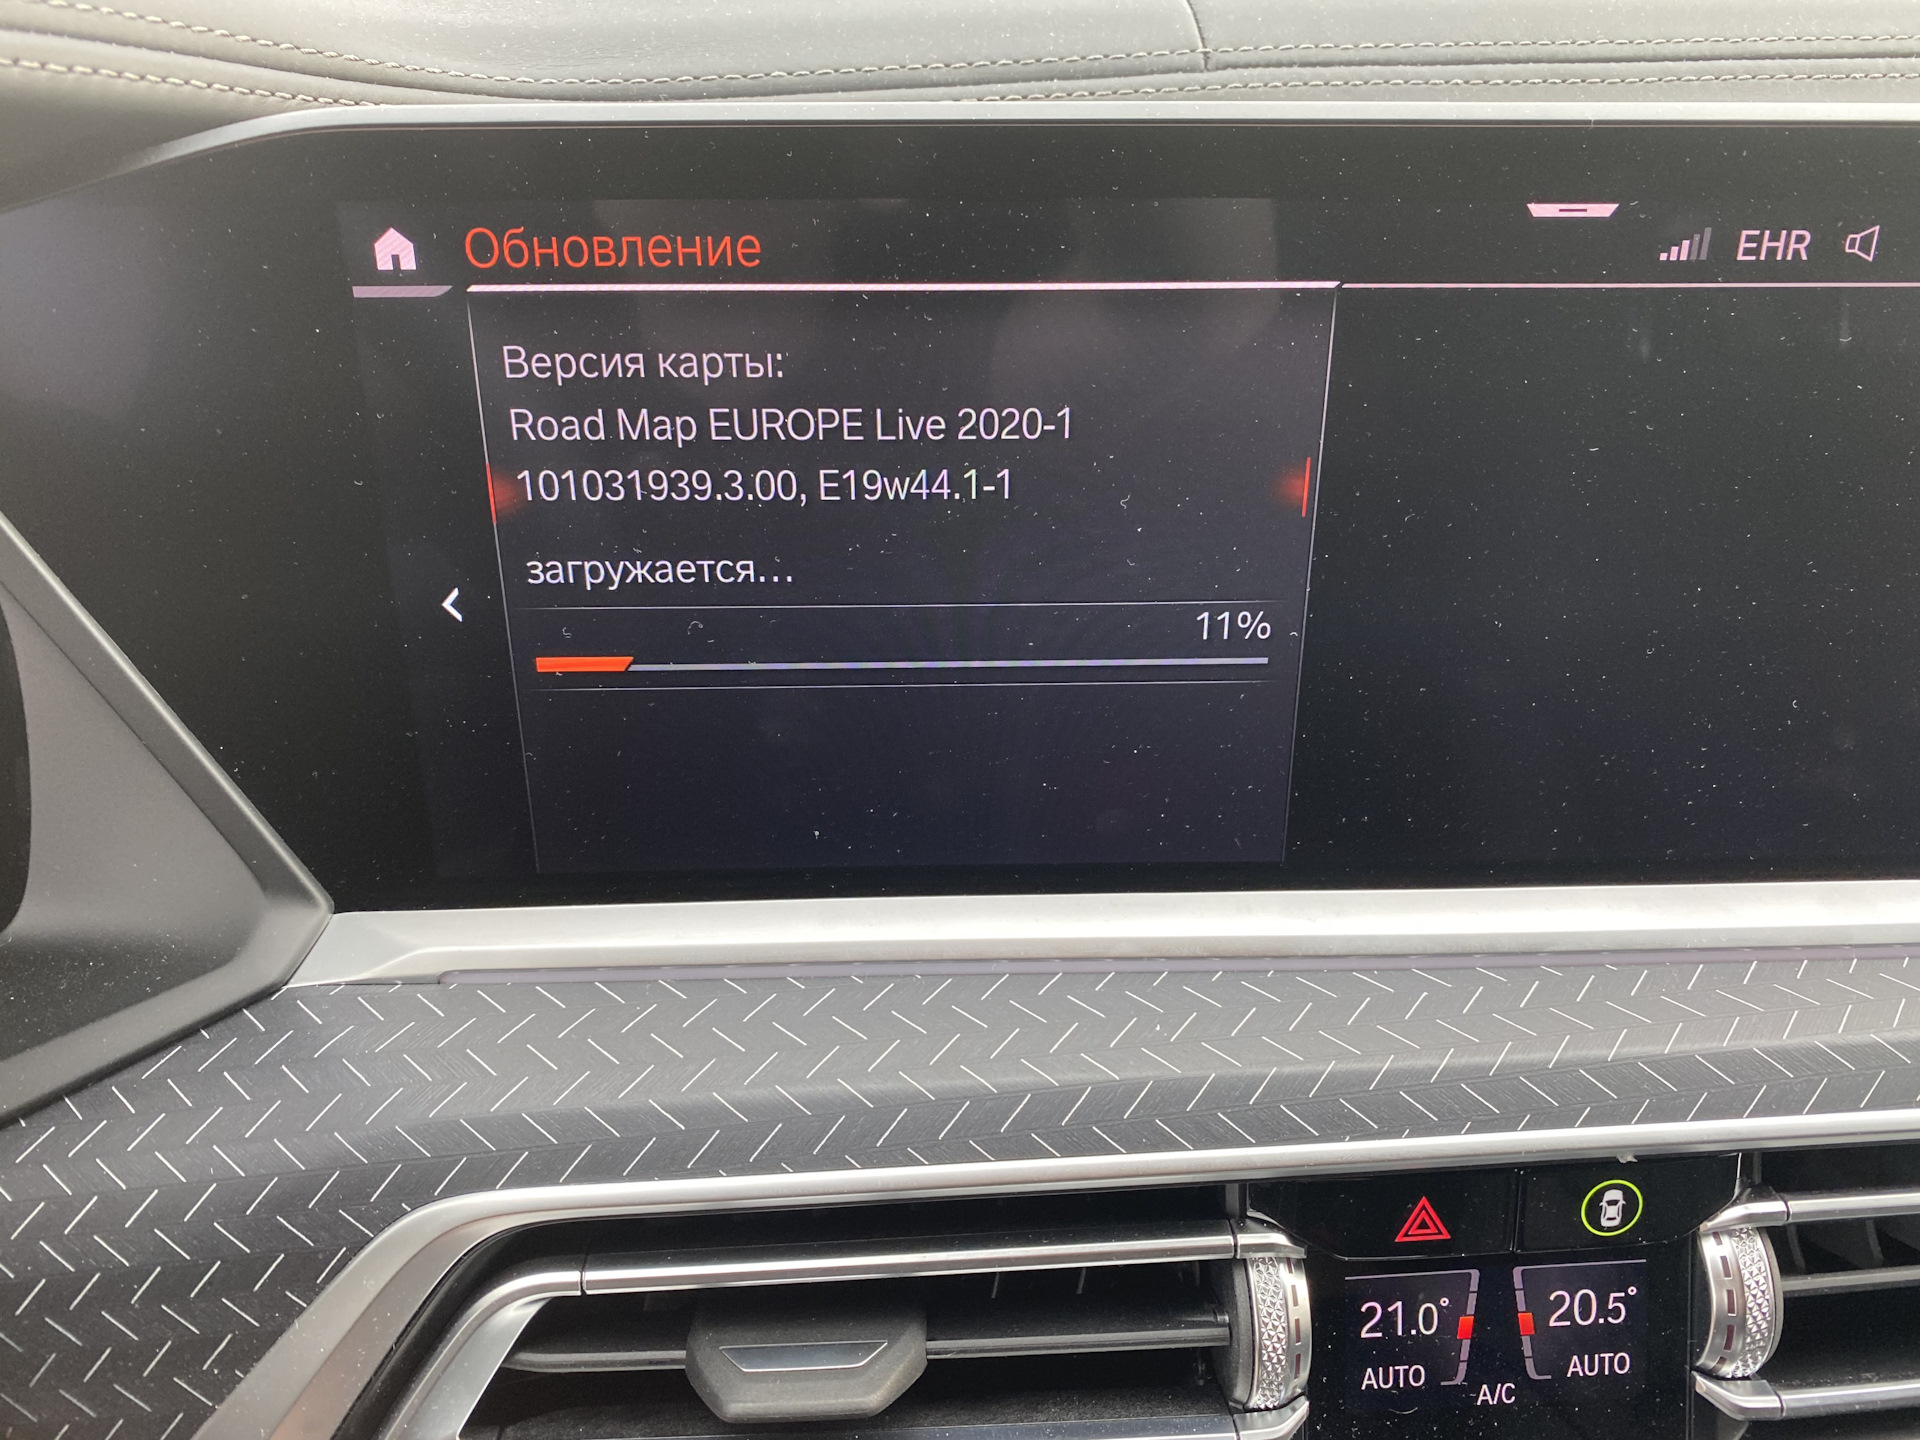 Обновление
EHR
Версия карты:
Road Map EUROPE Live 2020-1
101031939.3.00, E19w44.1-1
загружается...
11%
21.0°
20.5°
AUTO
AUTO
A/C